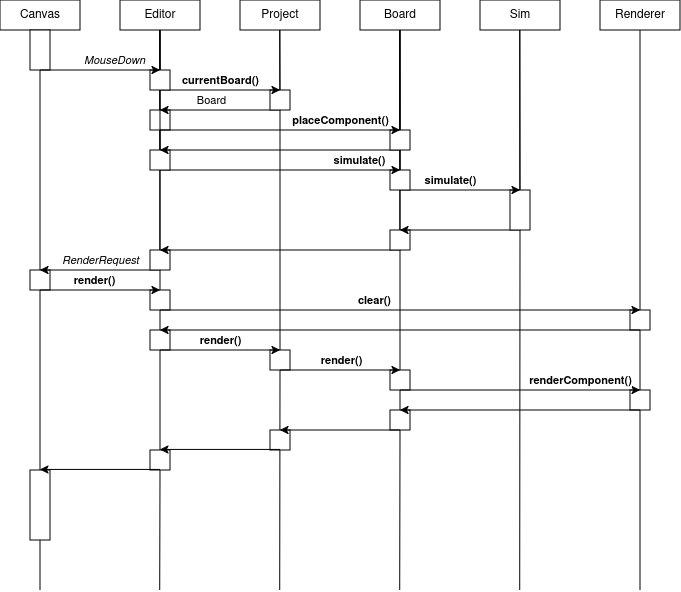 Canvas Editor Project Board Sim Renderer
MouseDown
currentBoard()
Board
placeComponent()
simulate()
simulate()
RenderRequest
render()
clear()
render()
render()
renderComponent()